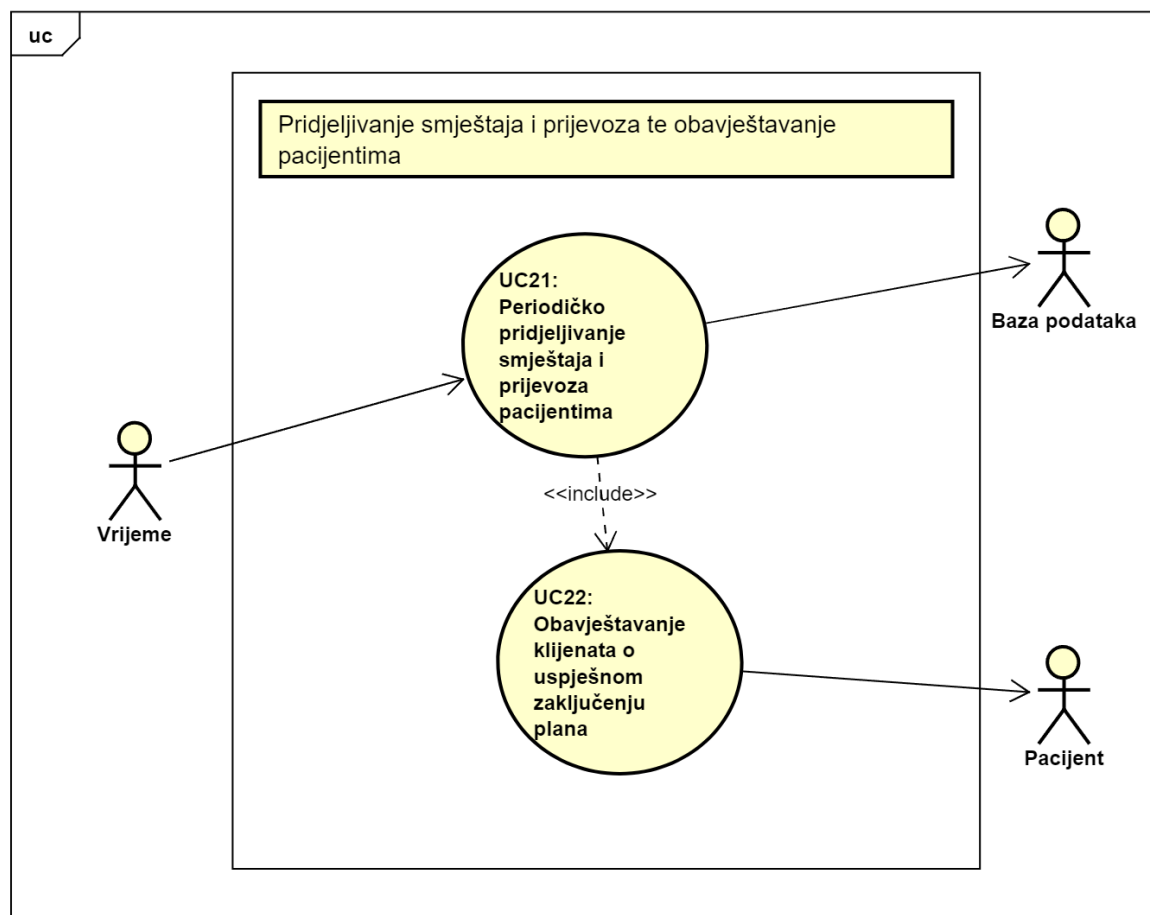 uc
Pridjeljivanje smještaja i prijevoza te obavještavanje
pacijentima
UC21:
Periodičko
pridjeljivanje
smještaja i
prijevoza
pacijentima
Baza podataka
Vrijeme
<<include>>
UC22:
Obavještavanje
klijenata o
uspješnom
zaključenju
plana
Pacijent